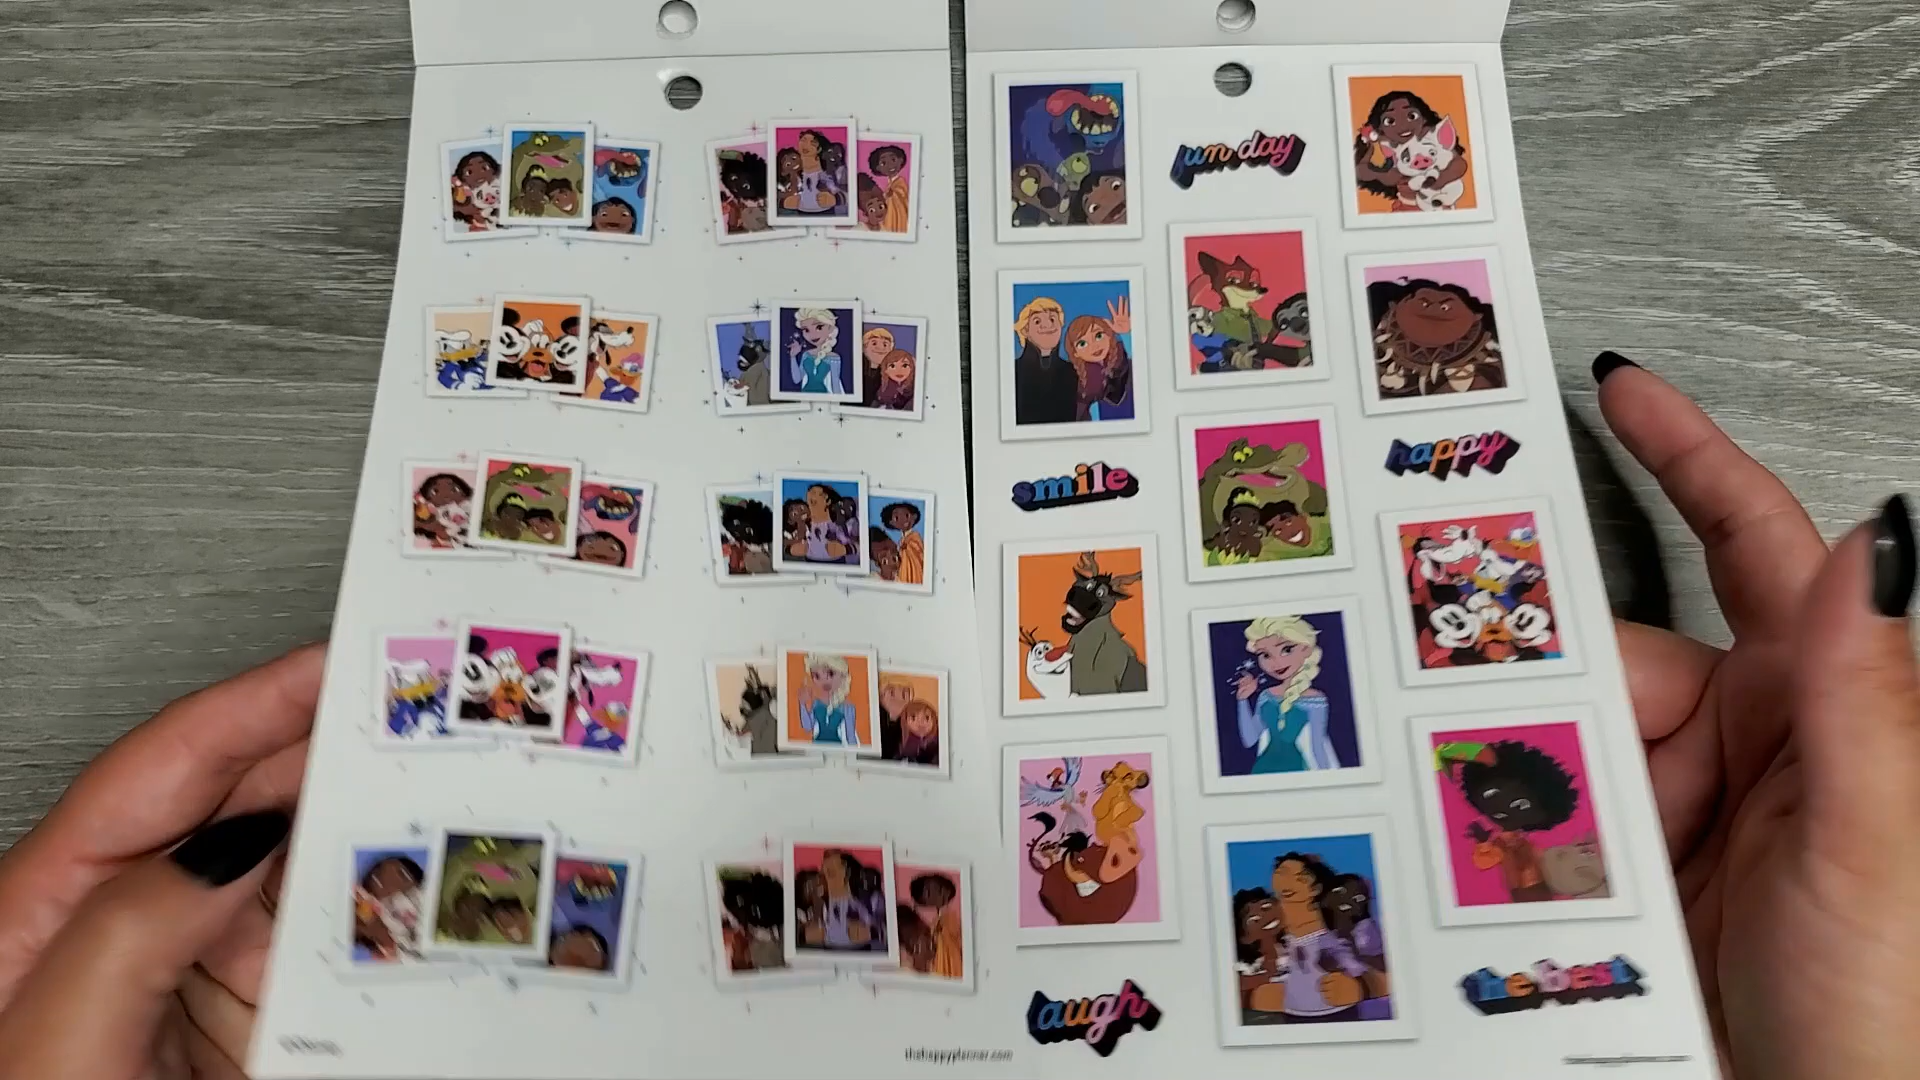 fun day
happy
smile
the best
laugh
thehappyplanner.com